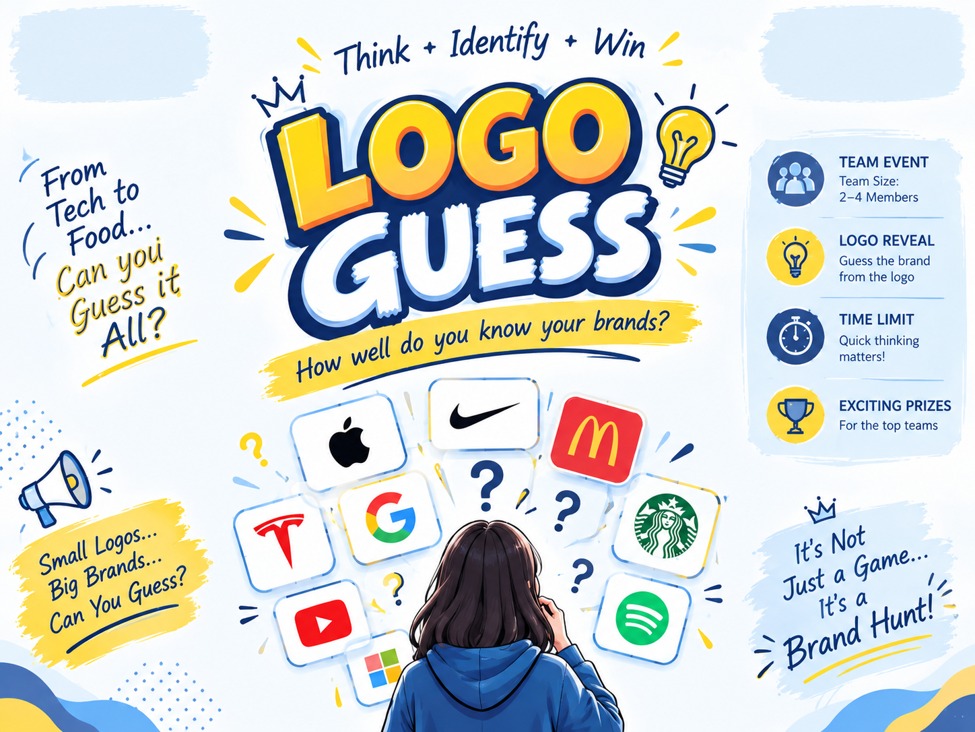 Think + Identify + Win
LOGO
GUESS
How well do you know your brands?
From
Tech to
Food...
Can you
Guess it
All?
TEAM EVENT
Team Size:
2–4 Members
LOGO REVEAL
Guess the brand
from the logo
TIME LIMIT
Quick thinking
matters!
EXCITING PRIZES
For the top teams
?
?
?
?
?
Small Logos...
Big Brands...
Can You Guess?
It's Not
Just a Game...
It's a
Brand Hunt!